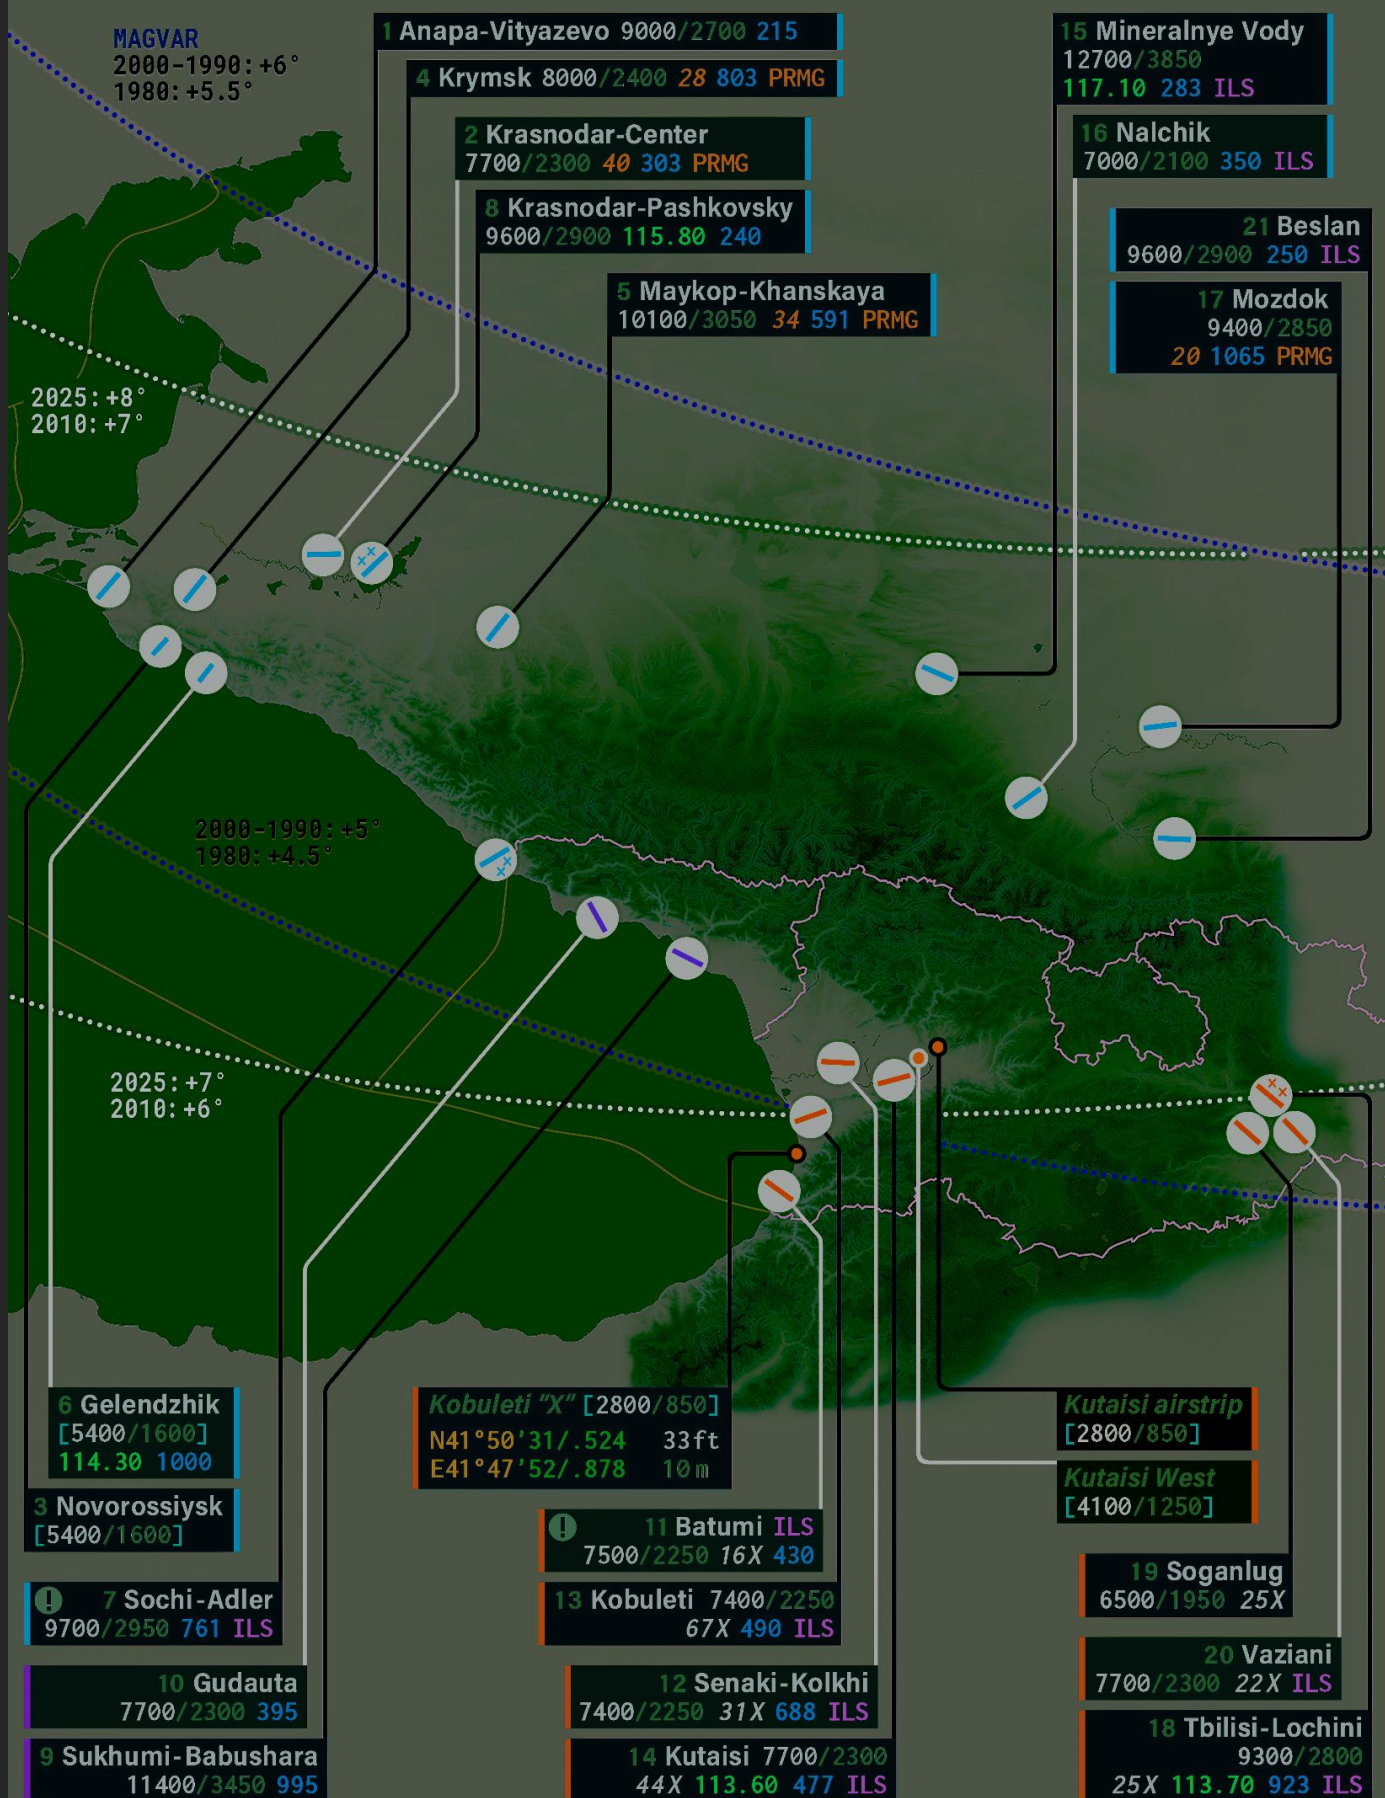 MAGVAR
2000-1990:+6°
1980:+5.5°
1 Anapa-Vityazevo 9000/2700 215
4 Krymsk 8000/2400 28 803 PRMG
2 Krasnodar-Center
7700/2300 40 303 PRMG
8 Krasnodar-Pashkovsky
9600/2900 115.80 240
5 Maykop-Khanskaya
10100/3050 34 591 PRMG
15 Mineralnye Vody
12700/3850
117.10 283 ILS
16 Nalchik
7000/2100 350 ILS
21 Beslan
9600/2900 250 ILS
17 Mozdok
9400/2850
20 1065 PRMG
2025:+8°
2010:+7°
2000-1990:+5°
1980:+4.5°
2025:+7°
2010:+6°
6 Gelendzhik
[5400/1600]
114.30 1000
3 Novorossiysk
[5400/1600]
! 7 Sochi-Adler
9700/2950 761 ILS
10 Gudauta
7700/2300 395
9 Sukhumi-Babushara
11400/3450 995
Kobuleti “X” [2800/850]
N41°50'31/.524 33ft
E41°47'52/.878 10m
! 11 Batumi ILS
7500/2250 16X 430
13 Kobuleti 7400/2250
67X 490 ILS
12 Senaki-Kolkhi
7400/2250 31X 688 ILS
14 Kutaisi 7700/2300
44X 113.60 477 ILS
Kutaisi airstrip
[2800/850]
Kutaisi West
[4100/1250]
19 Soganlug
6500/1950 25X
20 Vaziani
7700/2300 22X ILS
18 Tbilisi-Lochini
9300/2800
25X 113.70 923 ILS